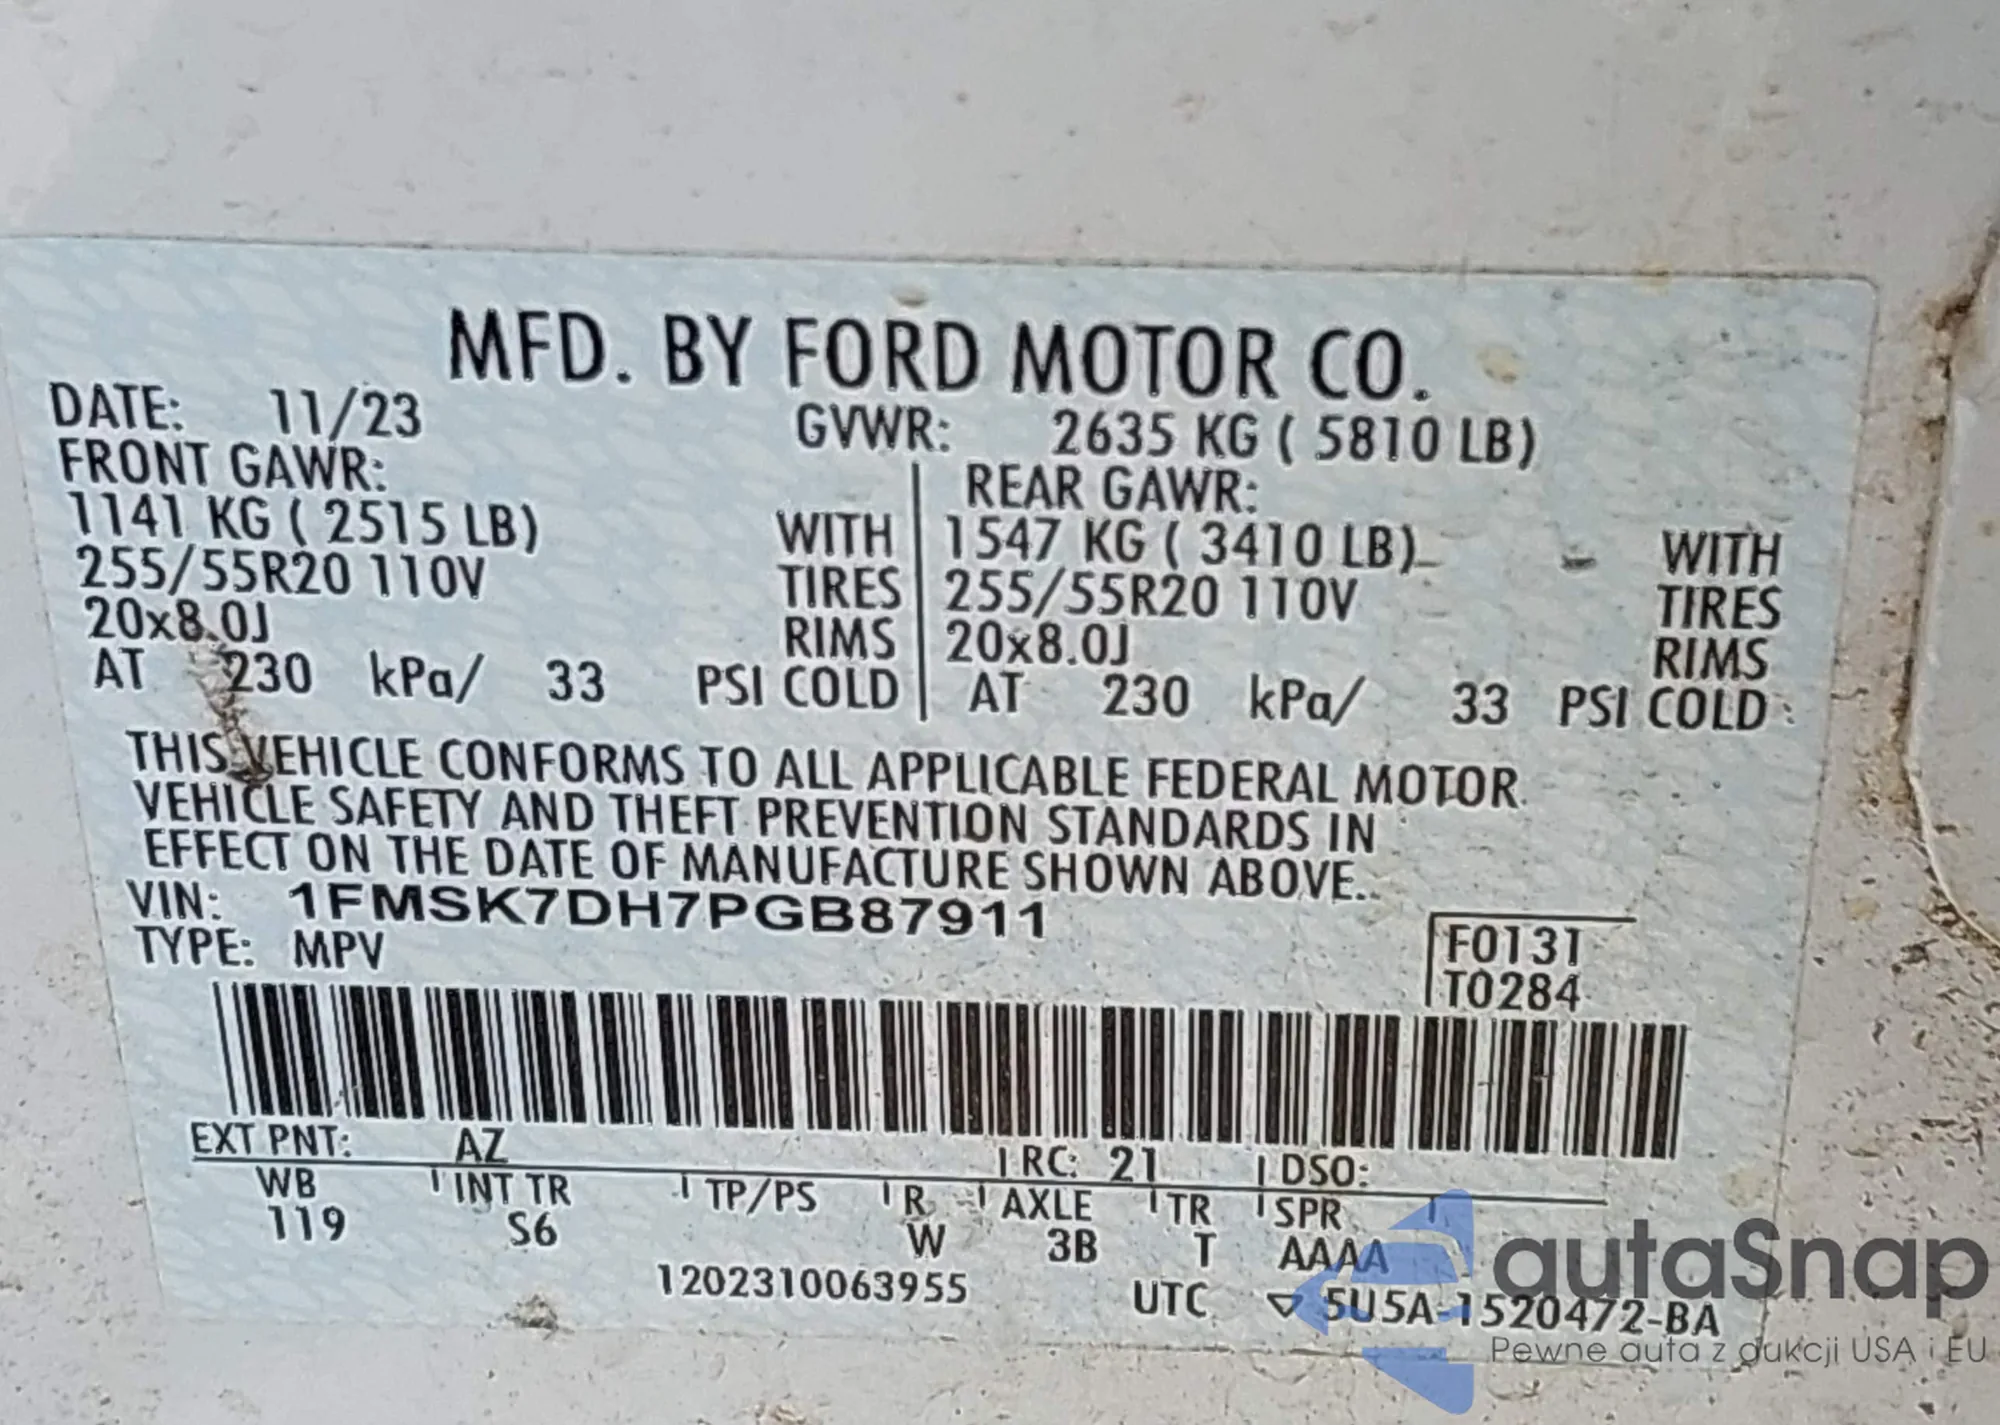 MFD. BY FORD MOTOR CO.
DATE: 11/23 GVWR: 2635 KG ( 5810 LB)
FRONT GAWR: REAR GAWR:
1141 KG ( 2515 LB) WITH 1547 KG ( 3410 LB) WITH
255/55R20 110V TIRES 255/55R20 110V TIRES
20x8.0J RIMS 20x8.0J RIMS
AT 230 kPa/ 33 PSI COLD AT 230 kPa/ 33 PSI COLD
THIS VEHICLE CONFORMS TO ALL APPLICABLE FEDERAL MOTOR
VEHICLE SAFETY AND THEFT PREVENTION STANDARDS IN
EFFECT ON THE DATE OF MANUFACTURE SHOWN ABOVE..
VIN: 1FMSK7DH7PGB87911
TYPE: MPV
F0131
T0284
EXT PNT: AZ RC: 21 DSO:
WB INT TR TP/PS R AXLE TR SPR
119 S6 W 3B T AAAA
1202310063955 UTC ▽ 5U5A-1520472-BA
autaSnap
Pewne auta z aukcji USA i EU